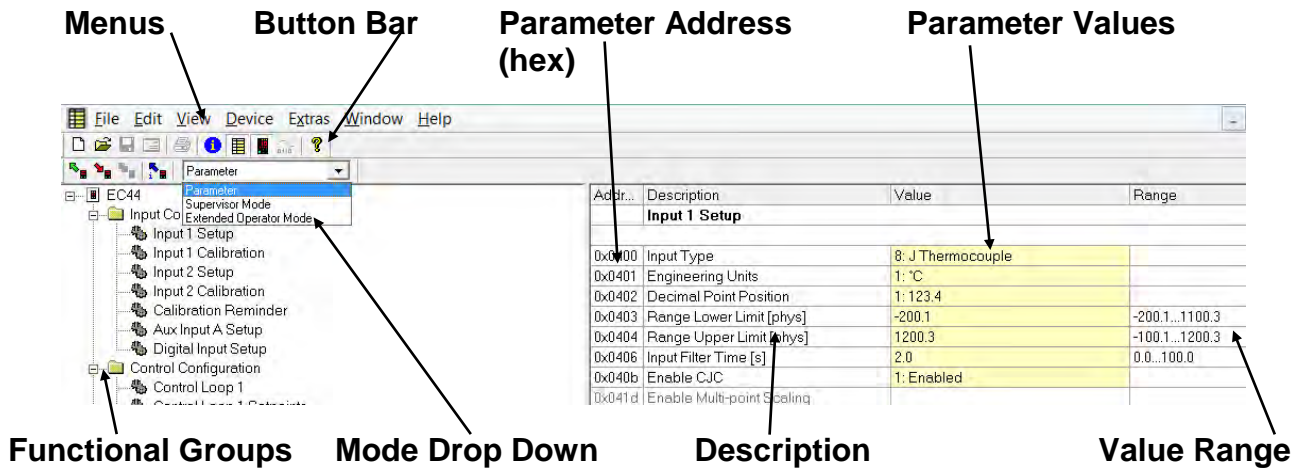 Menus Button Bar Parameter Address Parameter Values
(hex)
File Edit View Device Extras Window Help
Parameter
EC44 Parameter
Supervisor Mode
Input Co Extended Operator Mode
Input 1 Setup
Input 1 Calibration
Input 2 Setup
Input 2 Calibration
Calibration Reminder
Aux Input A Setup
Digital Input Setup
Control Configuration
Control Loop 1
Control Loop 1 Setpoints
Addr... Description Value Range
Input 1 Setup
0x0400 Input Type 8: J Thermocouple
0x0401 Engineering Units 1: °C
0x0402 Decimal Point Position 1: 123.4
0x0403 Range Lower Limit [phys] -200.1 -200.1...1100.3
0x0404 Range Upper Limit [phys] 1200.3 -100.1...1200.3
0x0406 Input Filter Time [s] 2.0 0.0...100.0
0x040b Enable CJC 1: Enabled
0x041d Enable Multi-point Scaling
Functional Groups Mode Drop Down Description Value Range